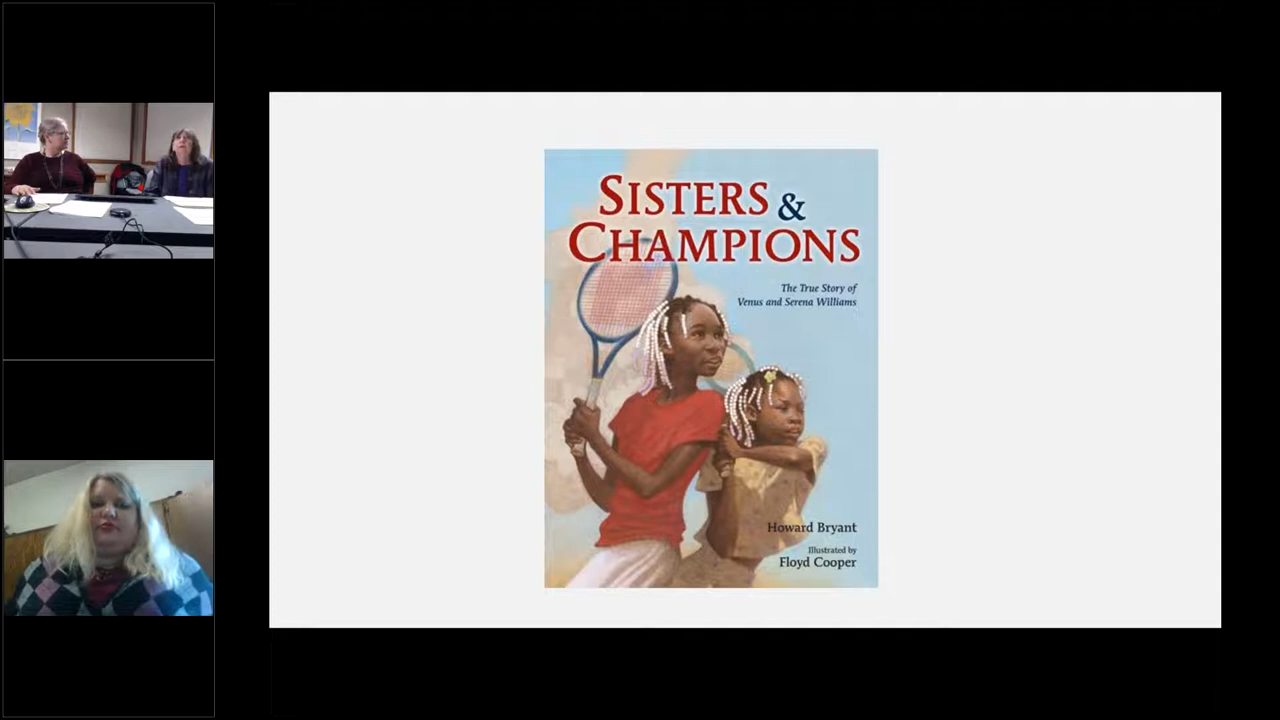 SISTERS &
CHAMPIONS
The True Story of
Venus and Serena Williams
Howard Bryant
Illustrated by
Floyd Cooper